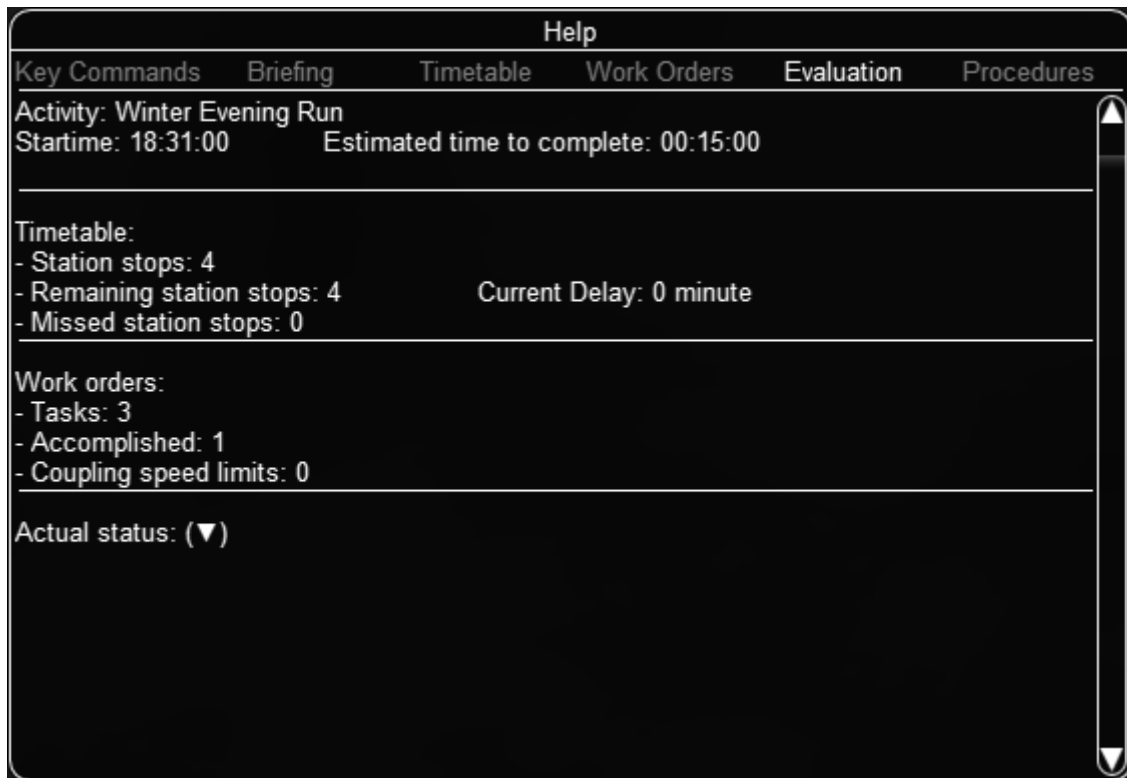 Help
Key Commands Briefing Timetable Work Orders Evaluation Procedures
Activity: Winter Evening Run
Startime: 18:31:00 Estimated time to complete: 00:15:00
Timetable:
- Station stops: 4
- Remaining station stops: 4 Current Delay: 0 minute
- Missed station stops: 0
Work orders:
- Tasks: 3
- Accomplished: 1
- Coupling speed limits: 0
Actual status: (▼)